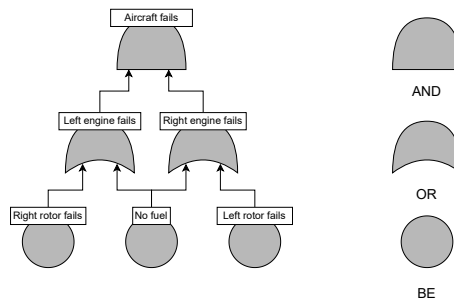 Aircraft fails
AND
Left engine fails
Right engine fails
OR
Right rotor fails
No fuel
Left rotor fails
BE